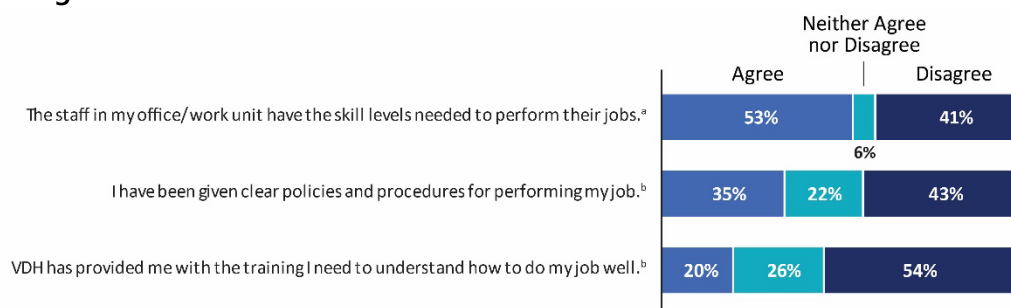 Neither Agree
nor Disagree
Agree
Disagree
The staff in my office/work unit have the skill levels needed to perform their jobs.ᵃ
53%
41%
6%
I have been given clear policies and procedures for performing my job.ᵇ
35%
22%
43%
VDH has provided me with the training I need to understand how to do my job well.ᵇ
20%
26%
54%